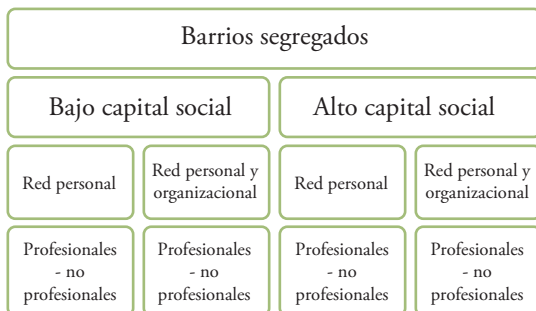 Barrios segregados
Bajo capital social
Alto capital social
Red personal
Red personal y
organizacional
Red personal
Red personal y
organizacional
Profesionales
- no
profesionales
Profesionales
- no
profesionales
Profesionales
- no
profesionales
Profesionales
- no
profesionales